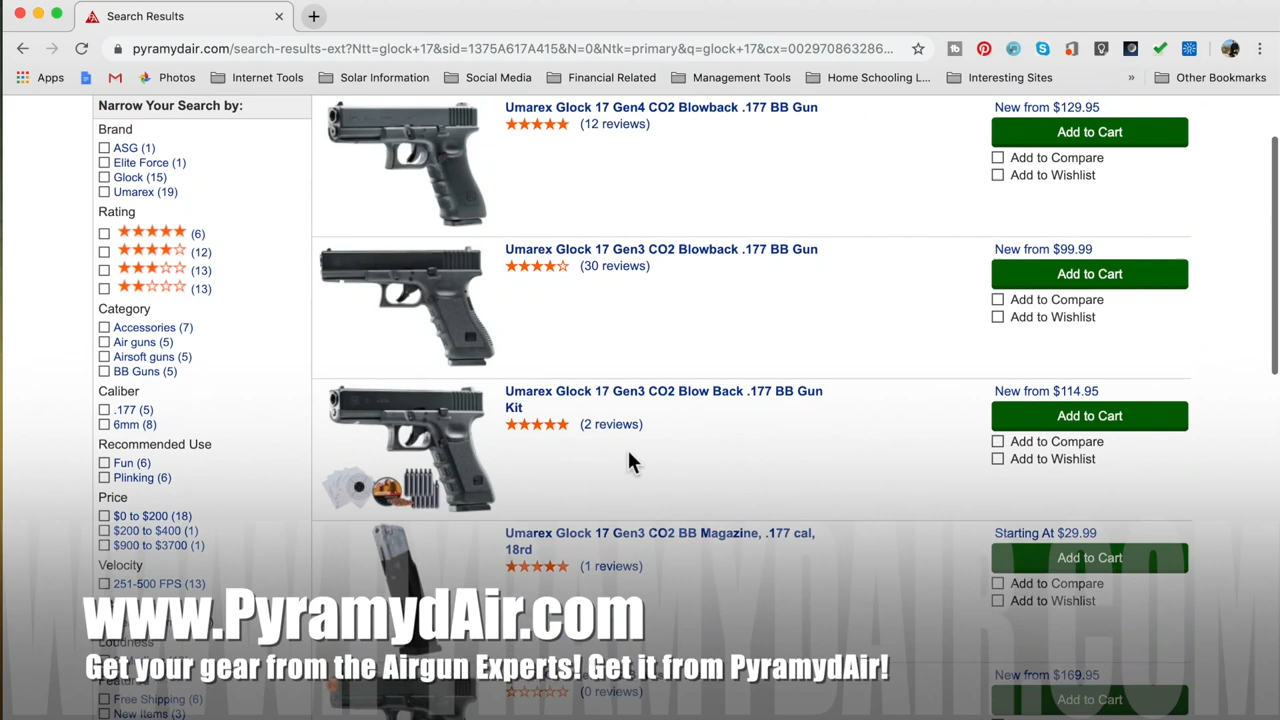 Search Results
pyramydair.com/search-results-ext?Ntt=glock+17&sid=1375A617A415&N=0&Ntk=primary&q=glock+17&cx=002970863286...
Apps
Photos
Internet Tools
Solar Information
Social Media
Financial Related
Management Tools
Home Schooling L...
Interesting Sites
»
Other Bookmarks
Narrow Your Search by:
Brand
ASG (1)
Elite Force (1)
Glock (15)
Umarex (19)
Rating
(6)
(12)
(13)
(13)
Category
Accessories (7)
Air guns (5)
Airsoft guns (5)
BB Guns (5)
Caliber
.177 (5)
6mm (8)
Recommended Use
Fun (6)
Plinking (6)
Price
$0 to $200 (18)
$200 to $400 (1)
$900 to $3700 (1)
Velocity
251-500 FPS (13)
Loudness
Free Shipping (6)
New Items (3)
Umarex Glock 17 Gen4 CO2 Blowback .177 BB Gun
(12 reviews)
New from $129.95
Add to Cart
Add to Compare
Add to Wishlist
Umarex Glock 17 Gen3 CO2 Blowback .177 BB Gun
(30 reviews)
New from $99.99
Add to Cart
Add to Compare
Add to Wishlist
Umarex Glock 17 Gen3 CO2 Blow Back .177 BB Gun
Kit
(2 reviews)
New from $114.95
Add to Cart
Add to Compare
Add to Wishlist
Umarex Glock 17 Gen3 CO2 BB Magazine, .177 cal,
18rd
(1 reviews)
Starting At $29.99
Add to Cart
Add to Compare
Add to Wishlist
(0 reviews)
New from $169.95
Add to Cart
www.PyramydAir.com
Get your gear from the Airgun Experts! Get it from PyramydAir!